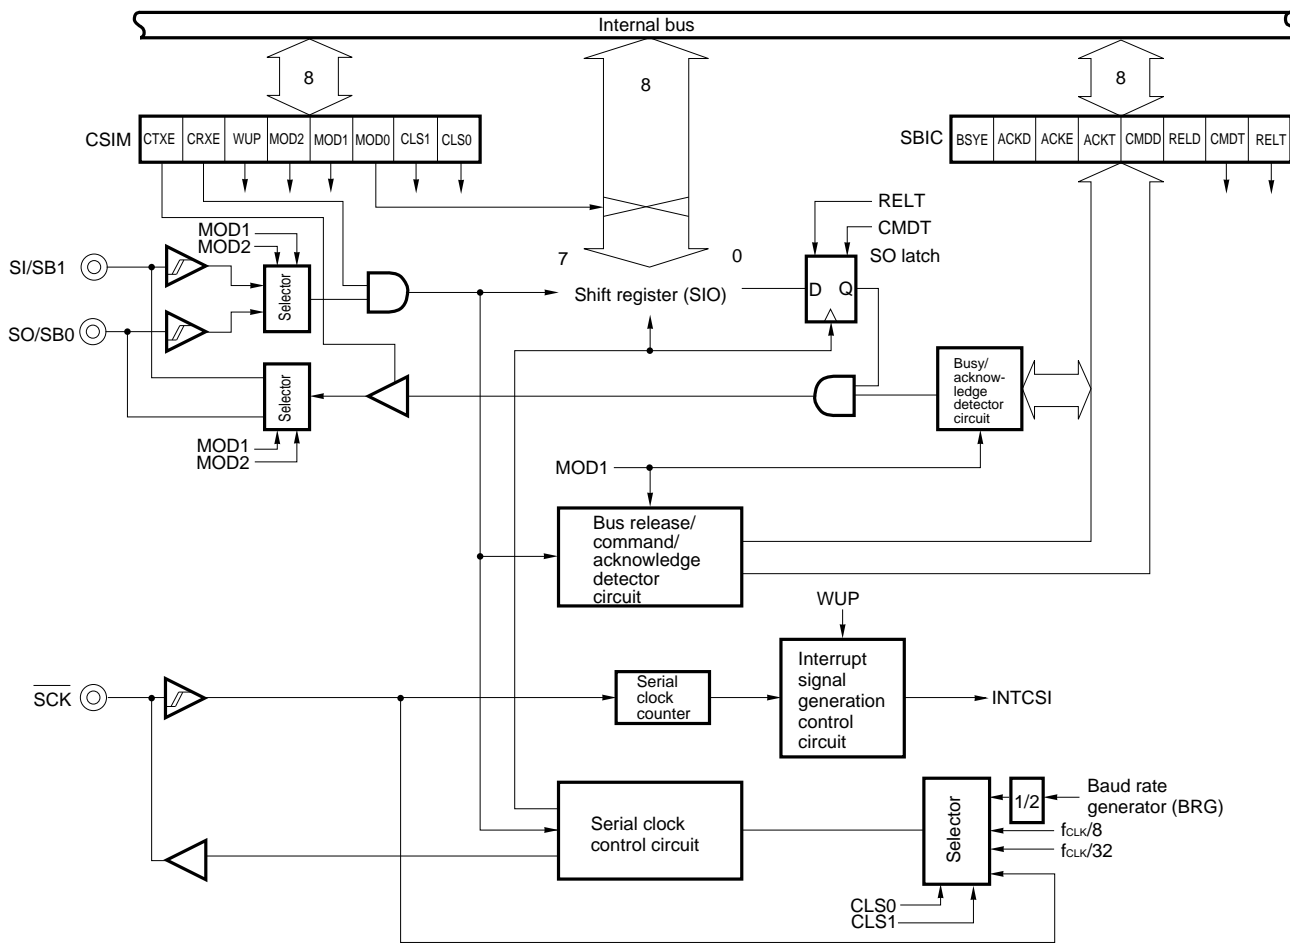 Internal bus
8
8
8
CSIM
CTXE CRXE WUP MOD2 MOD1 MOD0 CLS1 CLS0
SBIC
BSYE ACKD ACKE ACKT CMDD RELD CMDT RELT
RELT
CMDT
SO latch
MOD1
MOD2
SI/SB1
SO/SB0
Selector
7
0
Shift register (SIO)
D Q
Selector
MOD1
MOD2
Busy/
acknow-
ledge
detector
circuit
MOD1
Bus release/
command/
acknowledge
detector
circuit
WUP
SCK
Serial
clock
counter
Interrupt
signal
generation
control
circuit
INTCSI
Serial clock
control circuit
Selector
1/2
Baud rate
generator (BRG)
fCLK/8
fCLK/32
CLS0
CLS1